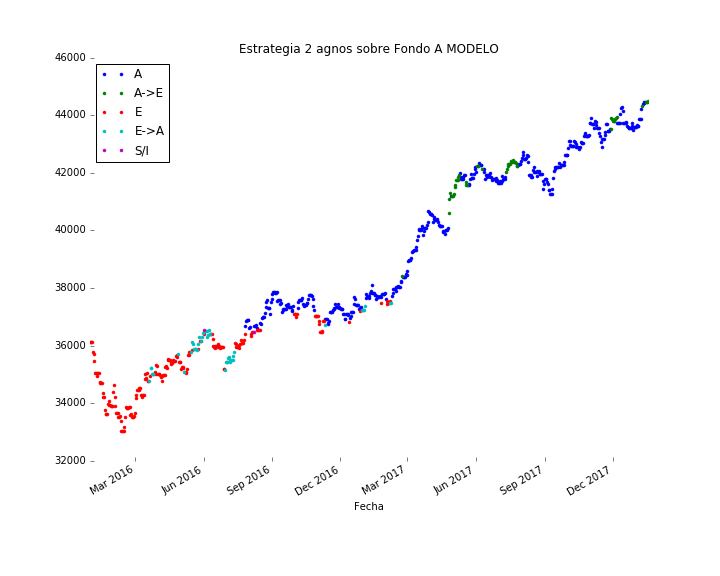 Estrategia 2 agnos sobre Fondo A MODELO
46000
44000
42000
40000
38000
36000
34000
32000
A
A->E
E
E->A
S/I
Mar 2016
Jun 2016
Sep 2016
Dec 2016
Mar 2017
Jun 2017
Sep 2017
Dec 2017
Fecha